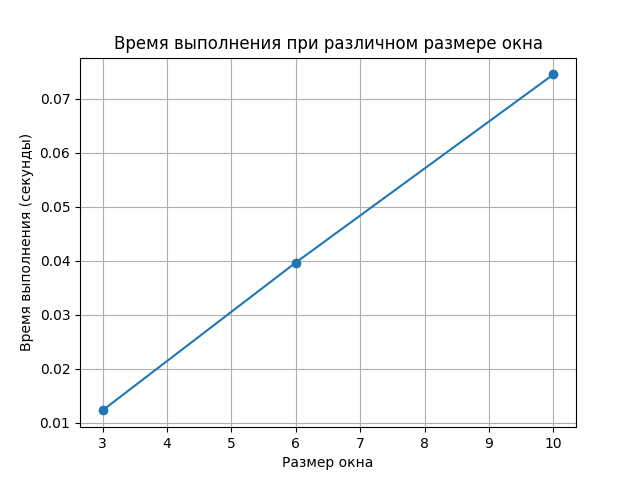 Время выполнения при различном размере окна
Время выполнения (секунды)
0.07
0.06
0.05
0.04
0.03
0.02
0.01
3 4 5 6 7 8 9 10
Размер окна